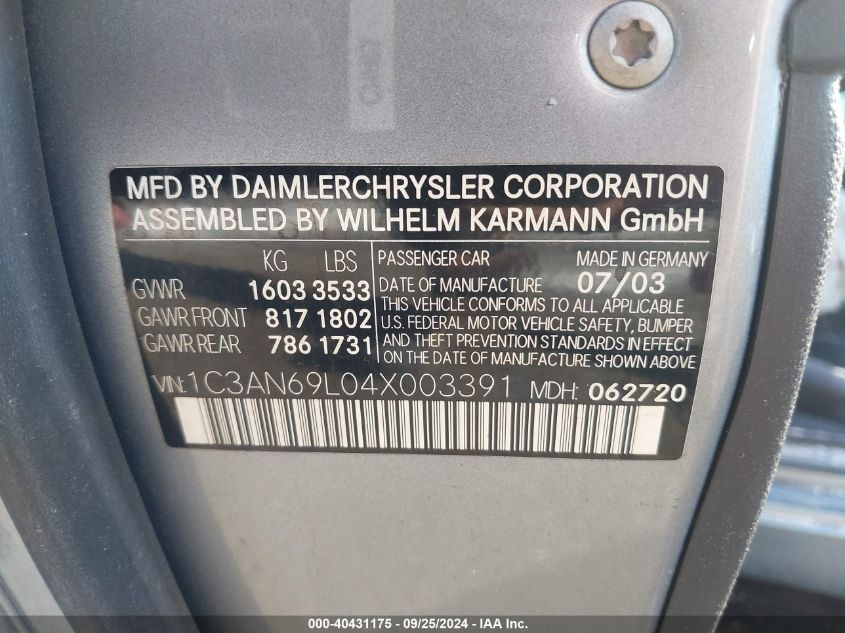 MFD BY DAIMLERCHRYSLER CORPORATION
ASSEMBLED BY WILHELM KARMANN GmbH
KG LBS
GVWR 1603 3533
GAWR FRONT 817 1802
GAWR REAR 786 1731
PASSENGER CAR MADE IN GERMANY
DATE OF MANUFACTURE 07/03
THIS VEHICLE CONFORMS TO ALL APPLICABLE
U.S. FEDERAL MOTOR VEHICLE SAFETY, BUMPER
AND THEFT PREVENTION STANDARDS IN EFFECT
ON THE DATE OF MANUFACTURE SHOWN ABOVE
VIN: 1C3AN69L04X003391 MDH: 062720
000-40431175 - 09/25/2024 - IAAI.com